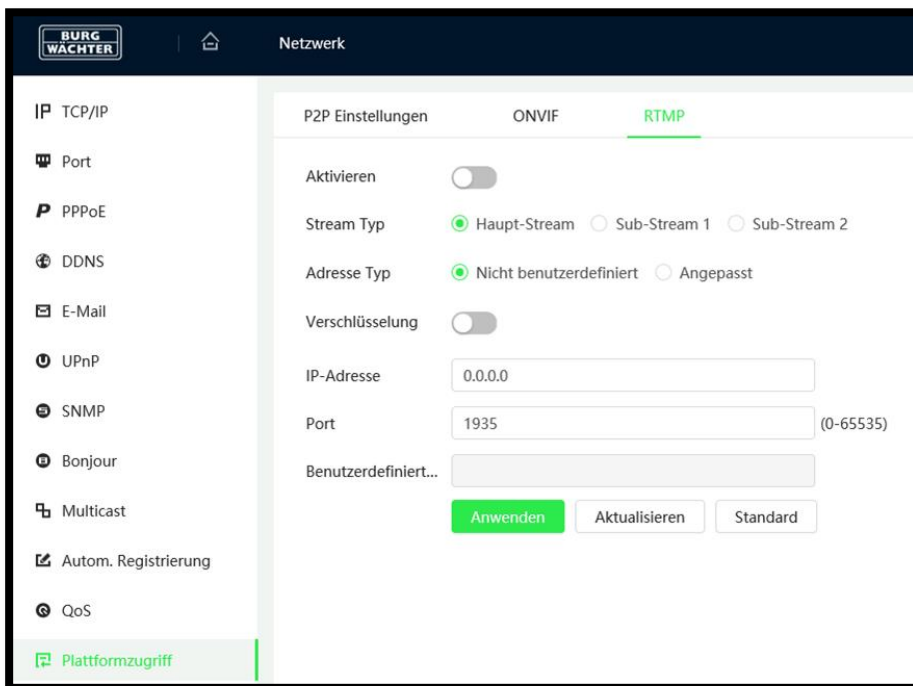 BURG
WÄCHTER
Netzwerk
TCP/IP
Port
PPPoE
DDNS
E-Mail
UPnP
SNMP
Bonjour
Multicast
Autom. Registrierung
QoS
Plattformzugriff
P2P Einstellungen ONVIF RTMP
Aktivieren
Stream Typ Haupt-Stream Sub-Stream 1 Sub-Stream 2
Adresse Typ Nicht benutzerdefiniert Angepasst
Verschlüsselung
IP-Adresse 0.0.0.0
Port 1935 (0-65535)
Benutzerdefiniert...
Anwenden Aktualisieren Standard